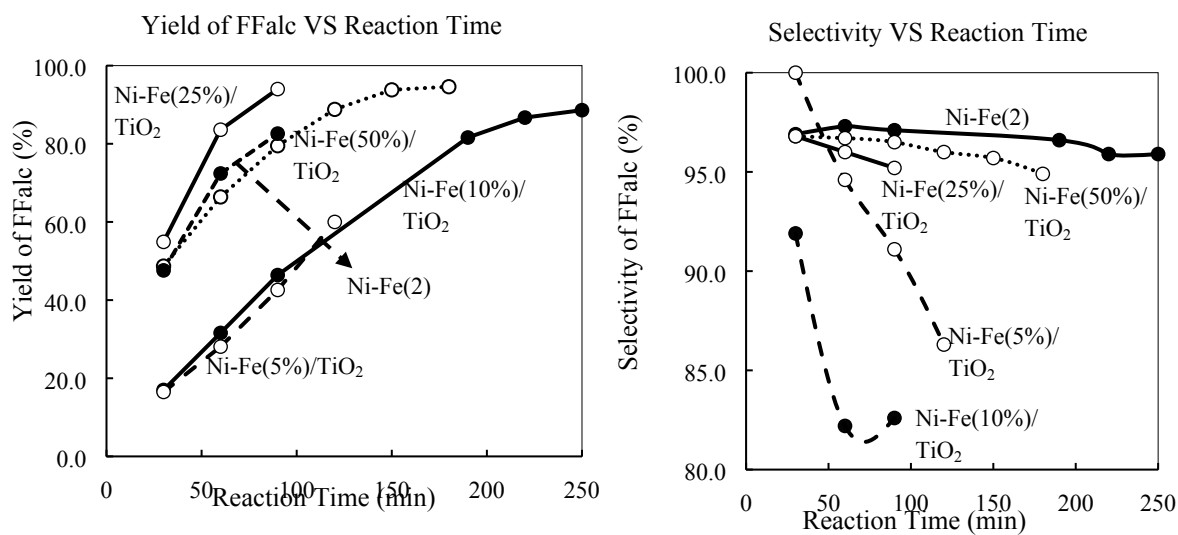 Yield of FFalc VS Reaction Time
Yield of FFalc (%)
100.0
80.0
60.0
40.0
20.0
0.0
0
50
100
150
200
250
Reaction Time (min)
Ni-Fe(25%)/
TiO₂
Ni-Fe(50%)/
TiO₂
Ni-Fe(10%)/
TiO₂
Ni-Fe(2)
Ni-Fe(5%)/TiO₂
Selectivity VS Reaction Time
Selectivity of FFalc (%)
100.0
95.0
90.0
85.0
80.0
0
50
100
150
200
250
Reaction Time (min)
Ni-Fe(2)
Ni-Fe(25%)/
TiO₂
Ni-Fe(50%)/
TiO₂
Ni-Fe(5%)/
TiO₂
Ni-Fe(10%)/
TiO₂